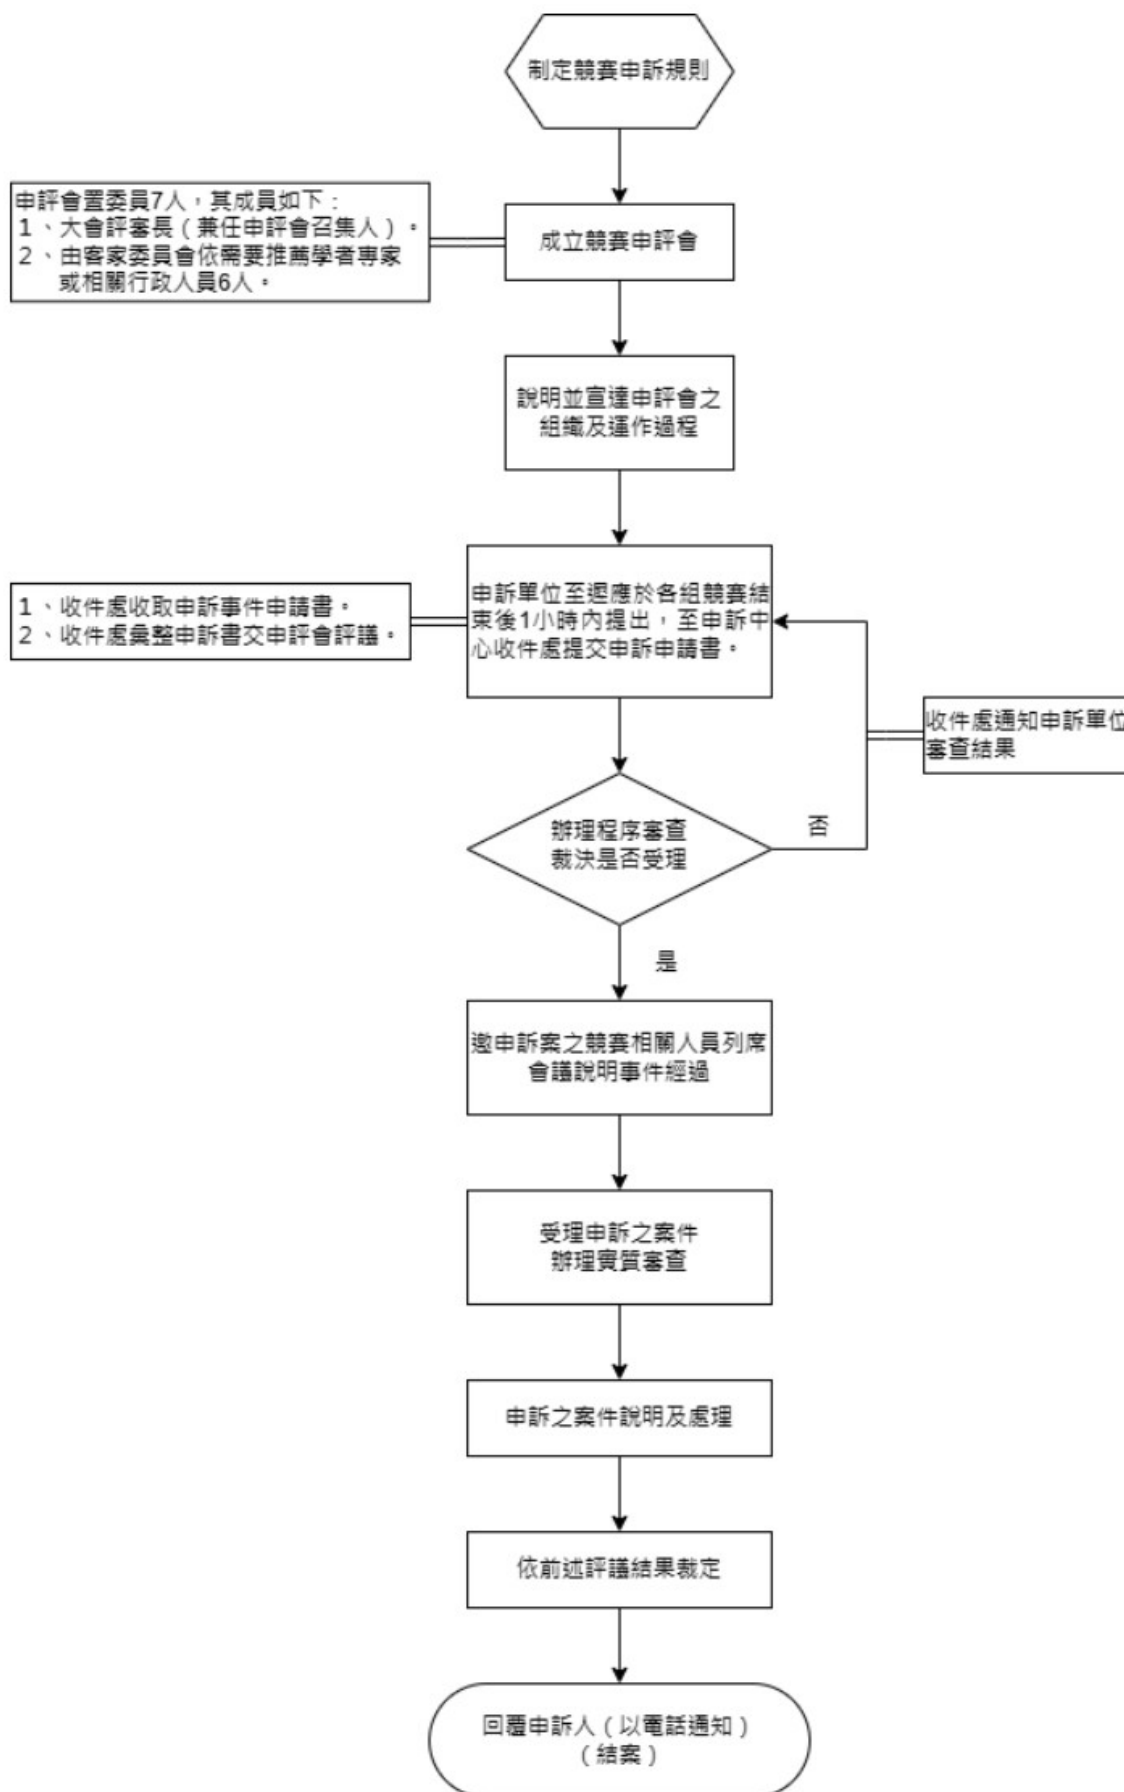 制定競賽申訴規則
申評會置委員7人，其成員如下：
1、大會評審長（兼任申評會召集人）。
2、由客家委員會依需要推薦學者專家
或相關行政人員6人。
成立競賽申評會
說明並宣達申評會之
組織及運作過程
1、收件處收取申訴事件申請書。
2、收件處彙整申訴書交申評會評議。
申訴單位至遲應於各組競賽結
束後1小時內提出，至申訴中
心收件處提交申訴申請書。
收件處通知申訴單位
審查結果
辦理程序審查
裁決是否受理
否
是
邀申訴案之競賽相關人員列席
會議說明事件經過
受理申訴之案件
辦理實質審查
申訴之案件說明及處理
依前述評議結果裁定
回覆申訴人（以電話通知）
（結案）